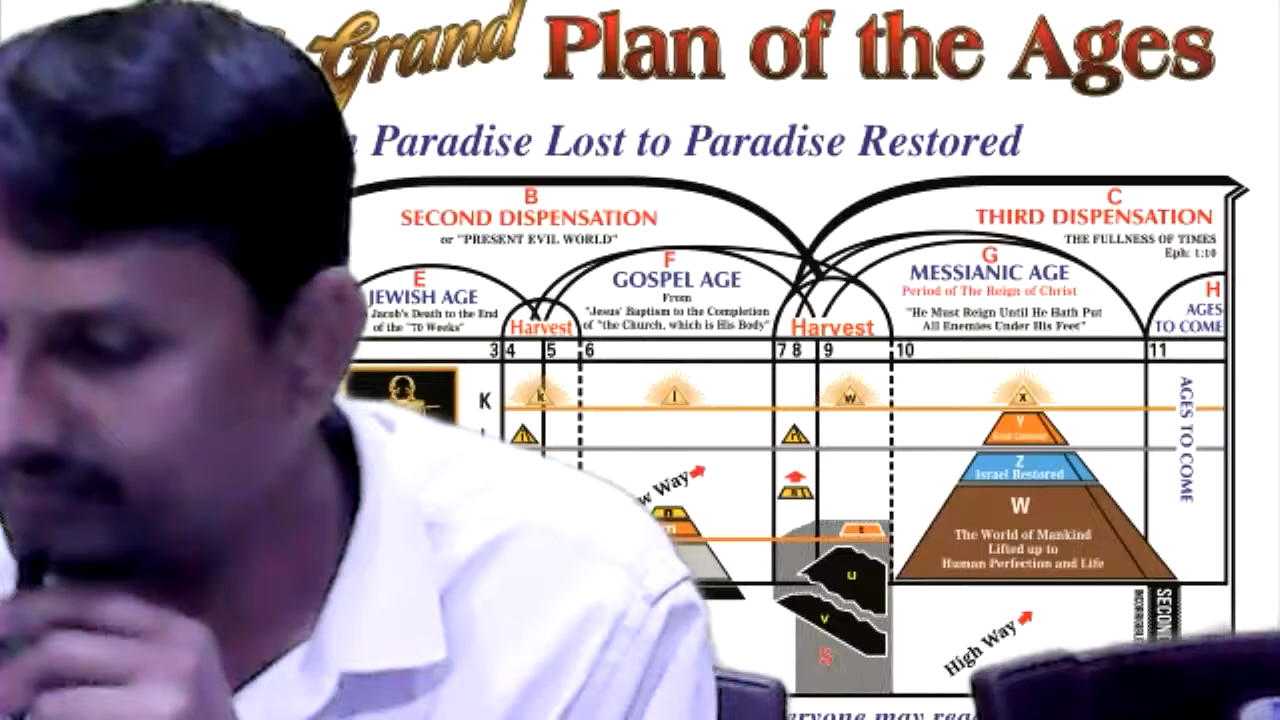 Grand Plan of the Ages
Paradise Lost to Paradise Restored
B
SECOND DISPENSATION
or "PRESENT EVIL WORLD"
C
THIRD DISPENSATION
THE FULLNESS OF TIMES
Eph: 1:10
E
JEWISH AGE
Jacob's Death to the End
of the "70 Weeks"
Harvest
F
GOSPEL AGE
From
"Jesus' Baptism to the Completion
of "the Church, which is His Body"
Harvest
G
MESSIANIC AGE
Period of The Reign of Christ
"He Must Reign Until He Hath Put
All Enemies Under His Feet"
H
AGES
TO COME
3 4 5 6 7 8 9 10 11
K
k l w x
Y
Z
Israel Restored
W
The World of Mankind
Lifted up to
Human Perfection and Life
AGES TO COME
Way
n
t
u
v
S
High Way
SECOND